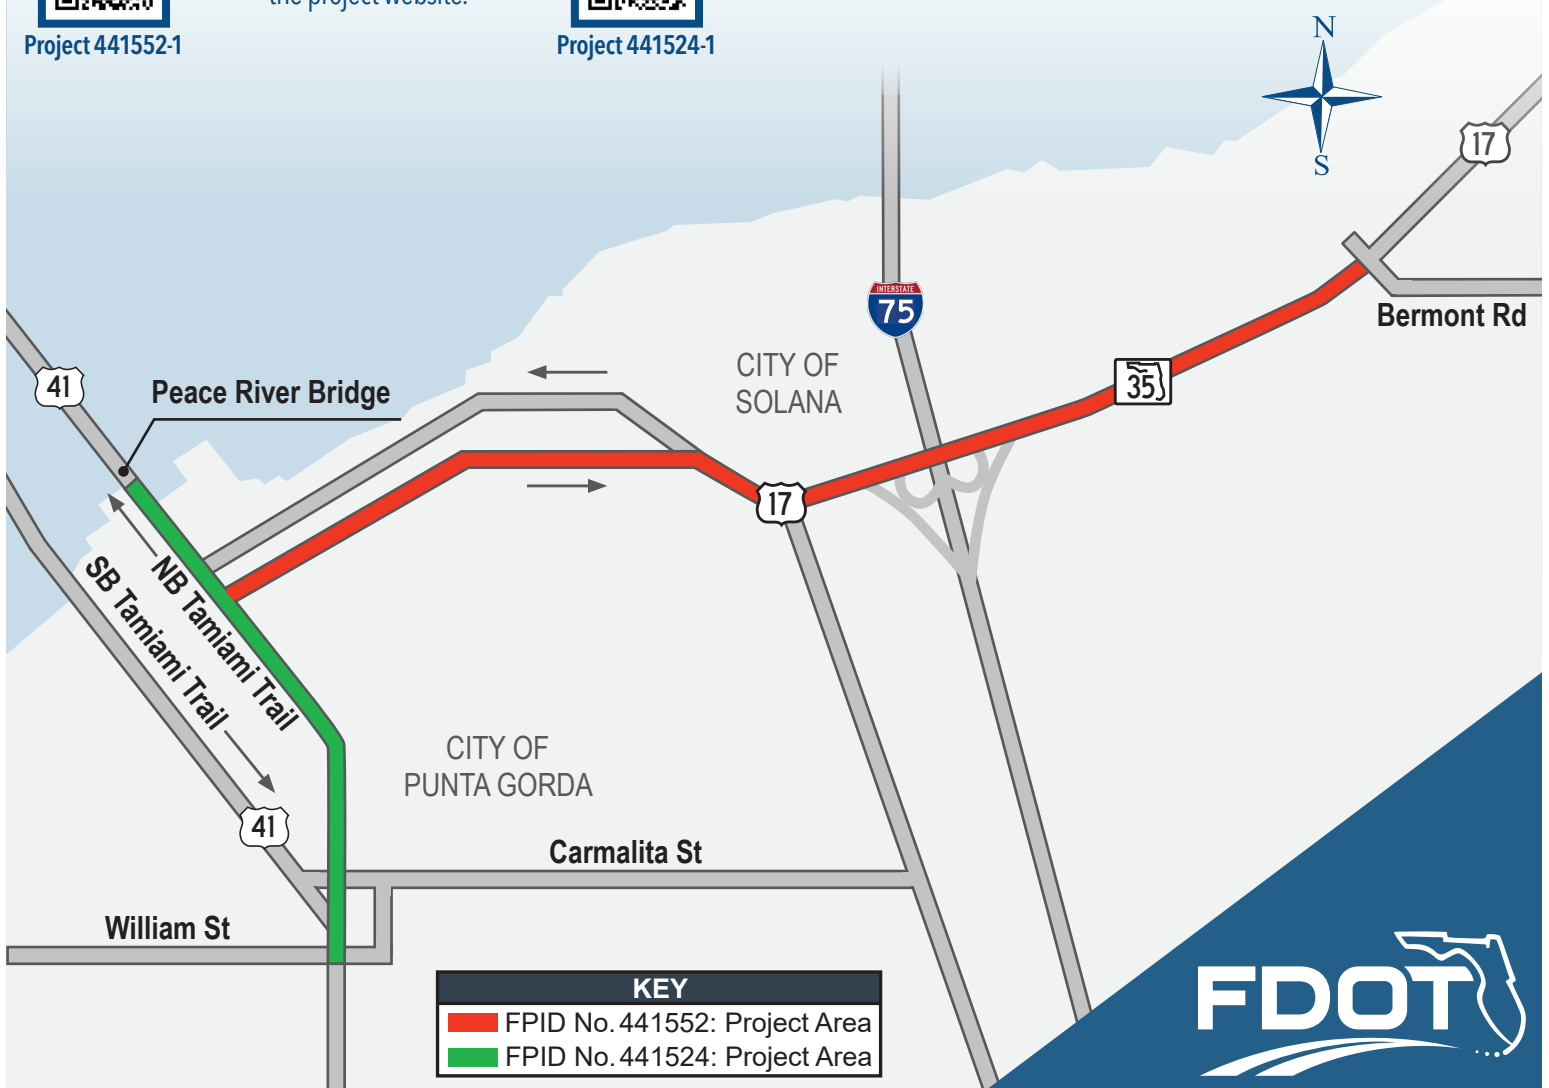 the project website.
Project 441552-1
Project 441524-1
N
S
17
INTERSTATE
75
Bermont Rd
41
Peace River Bridge
CITY OF
SOLANA
35
17
NB Tamiami Trail
SB Tamiami Trail
CITY OF
PUNTA GORDA
41
Carmalita St
William St
KEY
FPID No. 441552: Project Area
FPID No. 441524: Project Area
FDOT